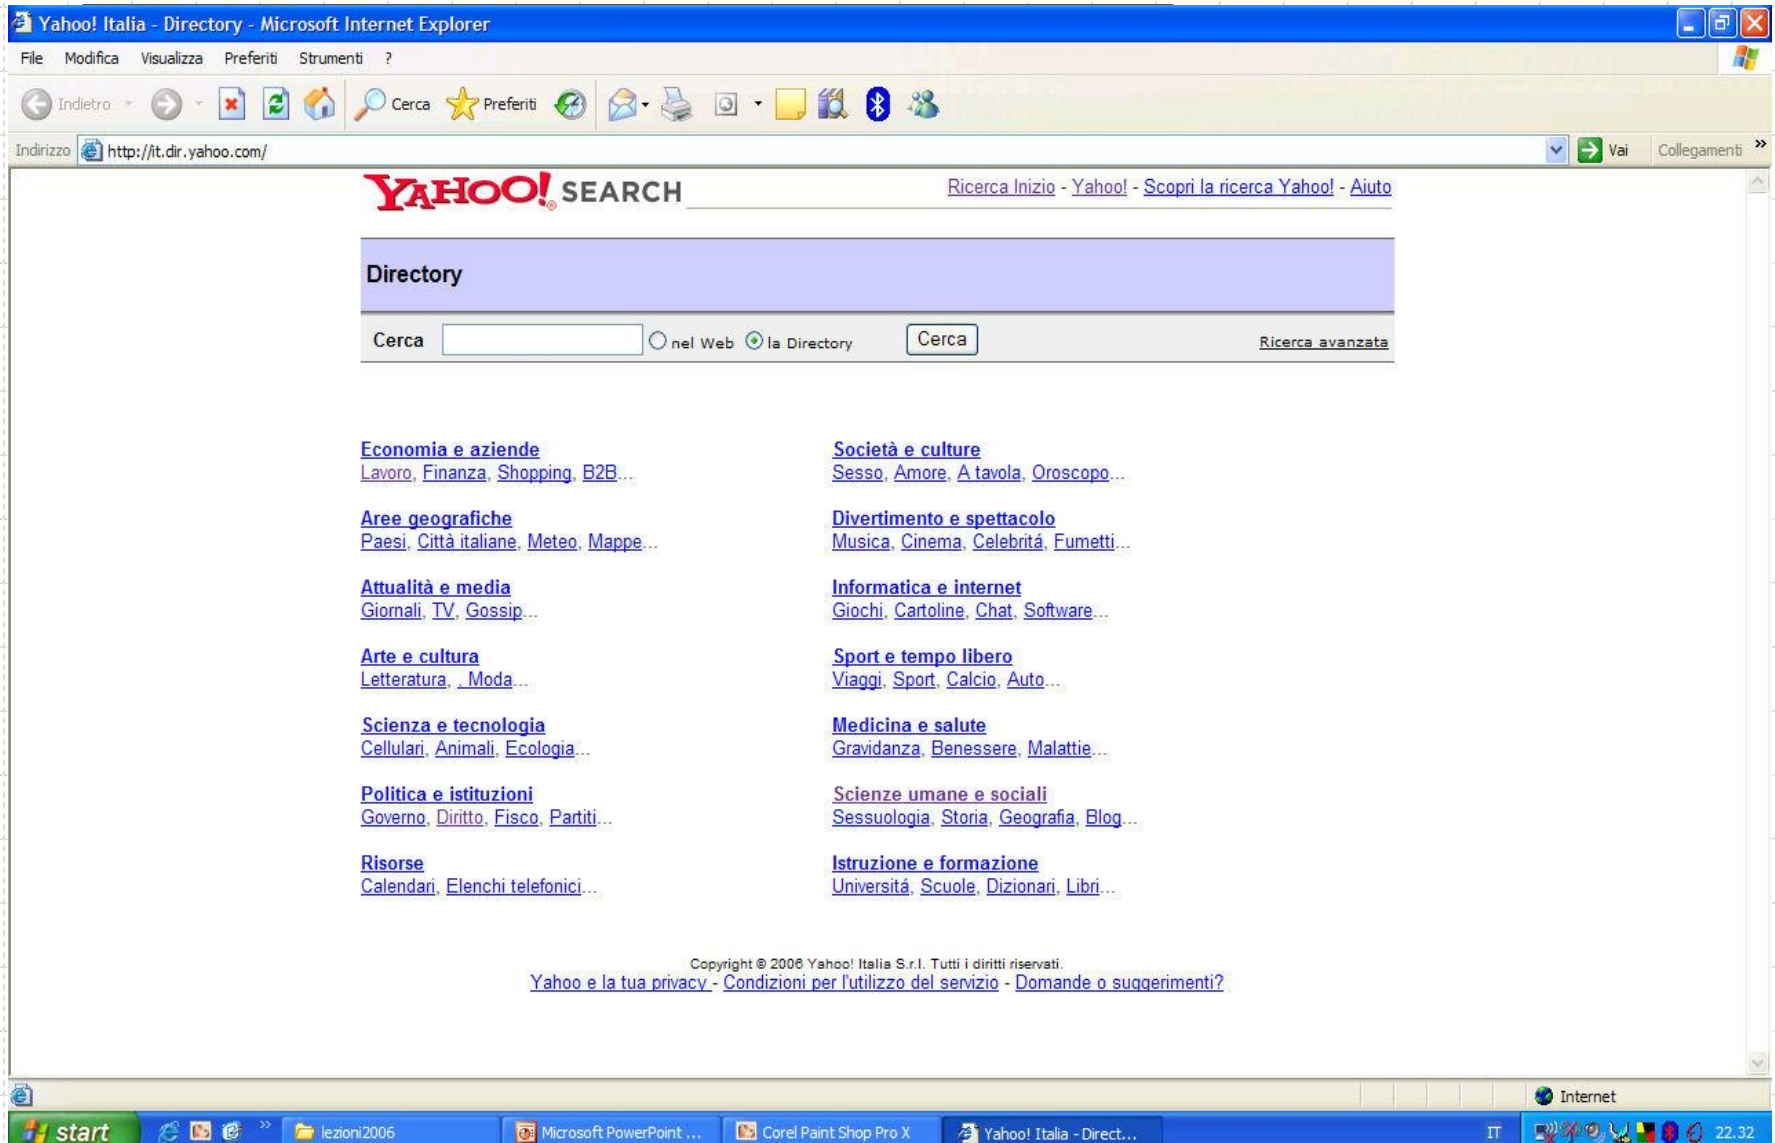 Yahoo! Italia - Directory - Microsoft Internet Explorer
File Modifica Visualizza Preferiti Strumenti ?
Indietro Cerca Preferiti
Indirizzo http://it.dir.yahoo.com/ Vai Collegamenti »
YAHOO! SEARCH Ricerca Inizio - Yahoo! - Scopri la ricerca Yahoo! - Aiuto
Directory
Cerca nel Web la Directory Cerca Ricerca avanzata
Economia e aziende
Lavoro, Finanza, Shopping, B2B...
Società e culture
Sesso, Amore, A tavola, Oroscopo...
Aree geografiche
Paesi, Città italiane, Meteo, Mappe...
Divertimento e spettacolo
Musica, Cinema, Celebritá, Fumetti...
Attualità e media
Giornali, TV, Gossip...
Informatica e internet
Giochi, Cartoline, Chat, Software...
Arte e cultura
Letteratura, , Moda...
Sport e tempo libero
Viaggi, Sport, Calcio, Auto...
Scienza e tecnologia
Cellulari, Animali, Ecologia...
Medicina e salute
Gravidanza, Benessere, Malattie...
Politica e istituzioni
Governo, Diritto, Fisco, Partiti...
Scienze umane e sociali
Sessuologia, Storia, Geografia, Blog...
Risorse
Calendari, Elenchi telefonici...
Istruzione e formazione
Universitá, Scuole, Dizionari, Libri...
Copyright © 2006 Yahoo! Italia S.r.l. Tutti i diritti riservati.
Yahoo e la tua privacy - Condizioni per l'utilizzo del servizio - Domande o suggerimenti?
Internet
start » lezioni2006 Microsoft PowerPoint ... Corel Paint Shop Pro X Yahoo! Italia - Direct... IT 22.32